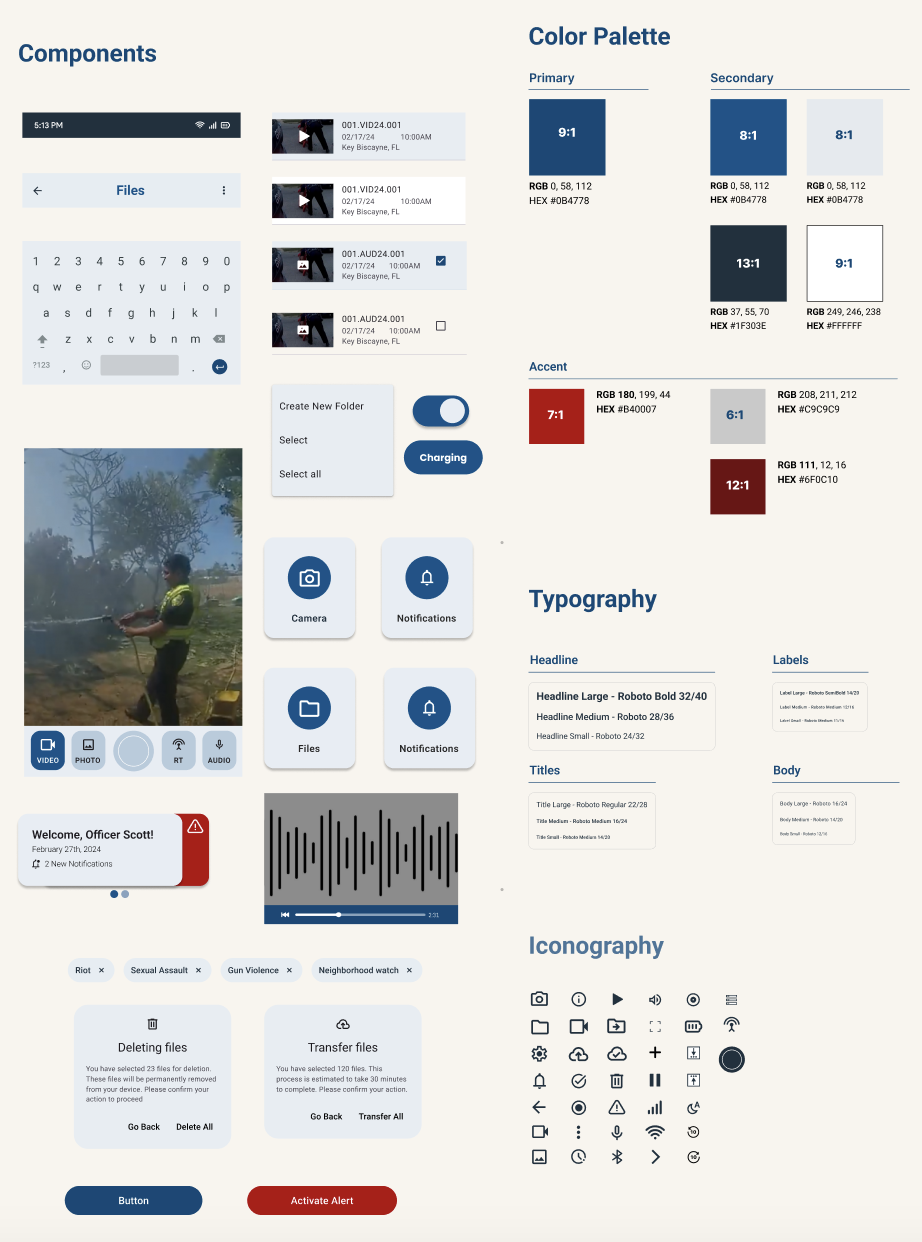 Components
5:13 PM
Files
1 2 3 4 5 6 7 8 9 0
q w e r t y u i o p
a s d f g h j k l
z x c v b n m
?123 , .
001.VID24.001
02/17/24 10:00AM
Key Biscayne, FL
001.VID24.001
02/17/24 10:00AM
Key Biscayne, FL
001.AUD24.001
02/17/24 10:00AM
Key Biscayne, FL
001.AUD24.001
02/17/24 10:00AM
Key Biscayne, FL
Create New Folder
Select
Select all
Charging
Camera
Notifications
Files
Notifications
VIDEO
PHOTO
RT
AUDIO
Welcome, Officer Scott!
February 27th, 2024
2 New Notifications
2:31
Riot ×
Sexual Assault ×
Gun Violence ×
Neighborhood watch ×
Deleting files
You have selected 23 files for deletion.
These files will be permanently removed
from your device. Please confirm your
action to proceed
Go Back Delete All
Transfer files
You have selected 120 files. This
process is estimated to take 30 minutes
to complete. Please confirm your action.
Go Back Transfer All
Button
Activate Alert
Color Palette
Primary
9:1
RGB 0, 58, 112
HEX #0B4778
Secondary
8:1
RGB 0, 58, 112
HEX #0B4778
8:1
RGB 0, 58, 112
HEX #0B4778
13:1
RGB 37, 55, 70
HEX #1F303E
9:1
RGB 249, 246, 238
HEX #FFFFFF
Accent
7:1
RGB 180, 199, 44
HEX #B40007
6:1
RGB 208, 211, 212
HEX #C9C9C9
12:1
RGB 111, 12, 16
HEX #6F0C10
Typography
Headline
Headline Large - Roboto Bold 32/40
Headline Medium - Roboto 28/36
Headline Small - Roboto 24/32
Labels
Label Large - Roboto SemiBold 14/20
Label Medium - Roboto Medium 12/16
Label Small - Roboto Medium 11/16
Titles
Title Large - Roboto Regular 22/28
Title Medium - Roboto Medium 16/24
Title Small - Roboto Medium 14/20
Body
Body Large - Roboto 16/24
Body Medium - Roboto 14/20
Body Small - Roboto 12/16
Iconography
A
10
10